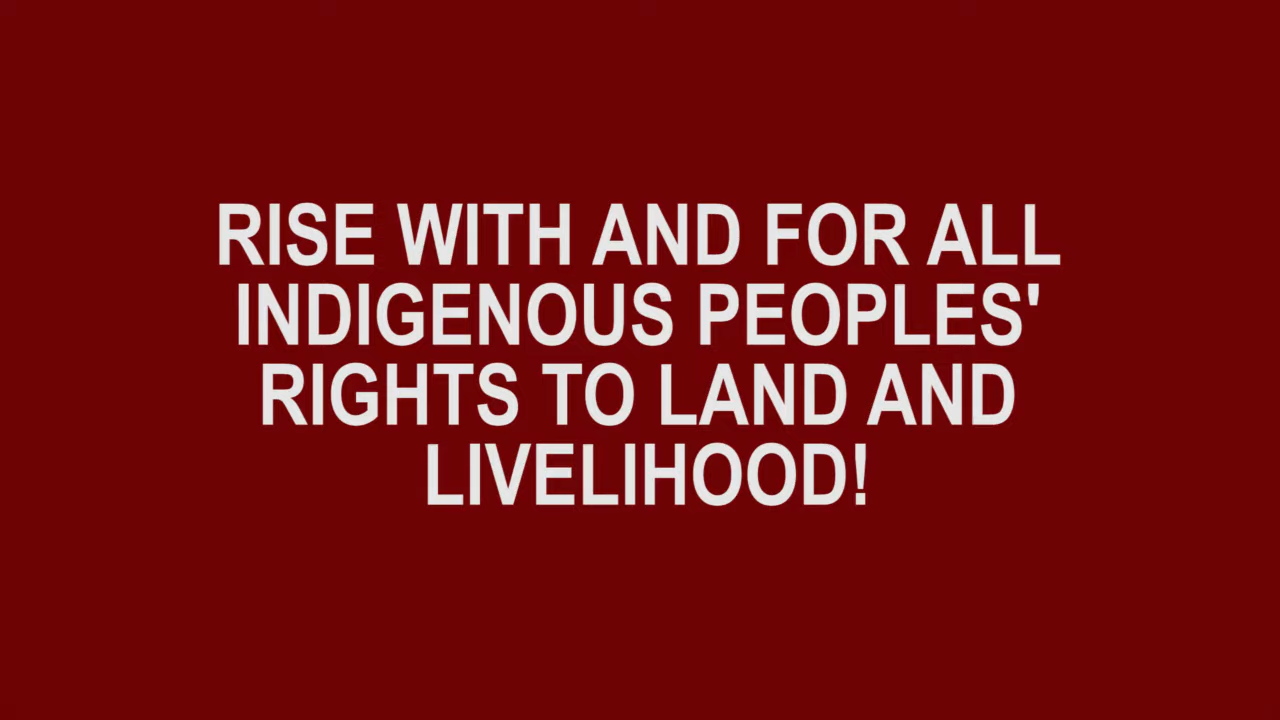 RISE WITH AND FOR ALL
INDIGENOUS PEOPLES'
RIGHTS TO LAND AND
LIVELIHOOD!